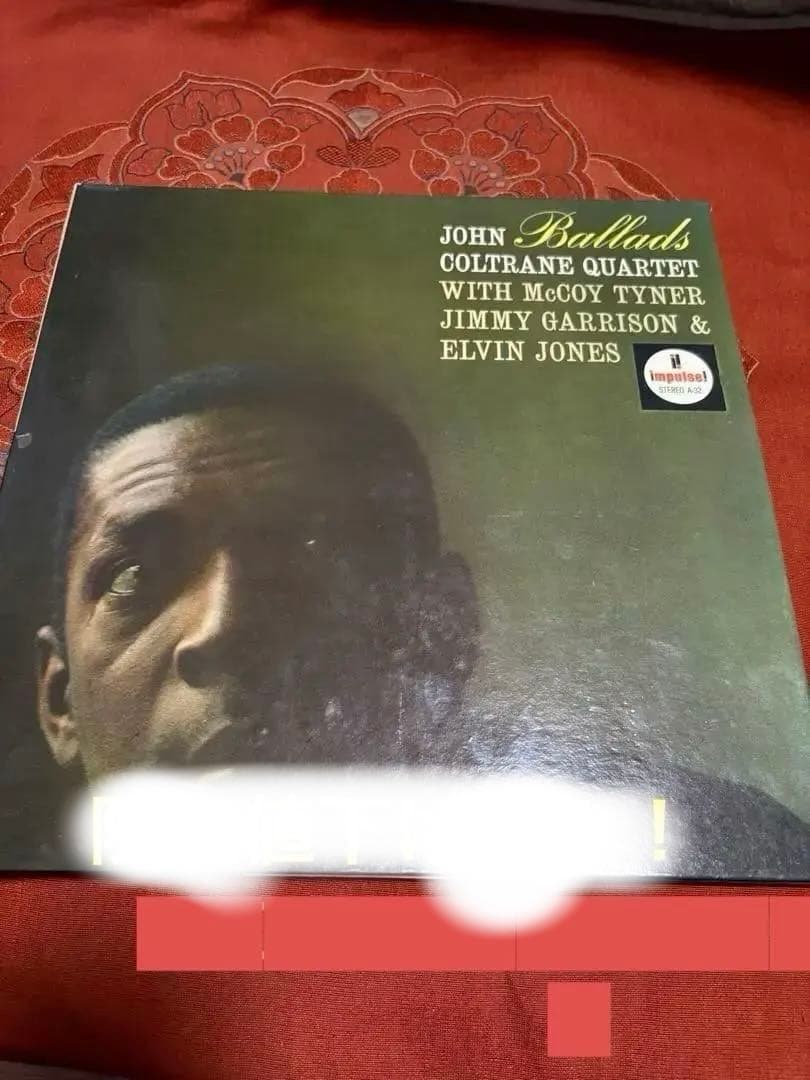 JOHN Ballads
COLTRANE QUARTET
WITH McCOY TYNER
JIMMY GARRISON &
ELVIN JONES
impulse!
STEREO A-32
!